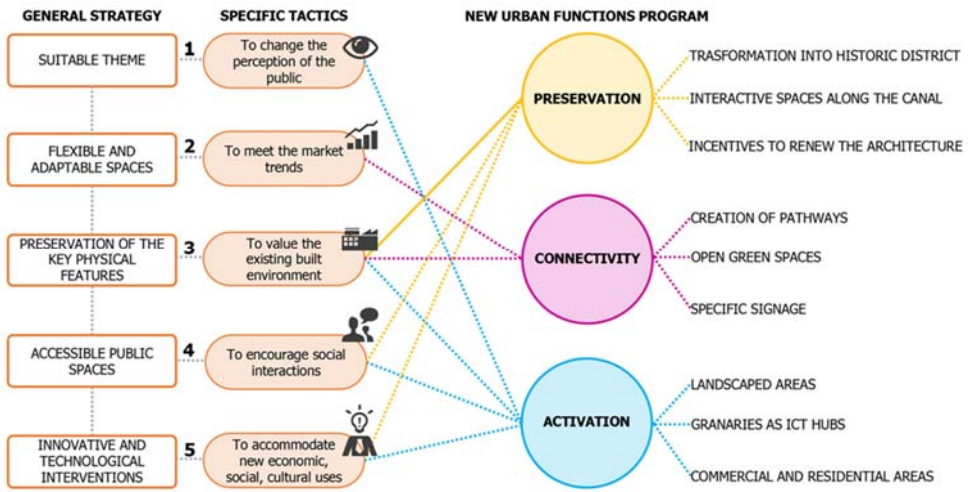 GENERAL STRATEGY
SPECIFIC TACTICS
NEW URBAN FUNCTIONS PROGRAM
SUITABLE THEME
1
To change the
perception of the
public
FLEXIBLE AND
ADAPTABLE SPACES
2
To meet the market
trends
PRESERVATION OF THE
KEY PHYSICAL
FEATURES
3
To value the
existing built
environment
ACCESSIBLE PUBLIC
SPACES
4
To encourage social
interactions
INNOVATIVE AND
TECHNOLOGICAL
INTERVENTIONS
5
To accommodate
new economic,
social, cultural uses
PRESERVATION
TRASFORMATION INTO HISTORIC DISTRICT
INTERACTIVE SPACES ALONG THE CANAL
INCENTIVES TO RENEW THE ARCHITECTURE
CONNECTIVITY
CREATION OF PATHWAYS
OPEN GREEN SPACES
SPECIFIC SIGNAGE
ACTIVATION
LANDSCAPED AREAS
GRANARIES AS ICT HUBS
COMMERCIAL AND RESIDENTIAL AREAS